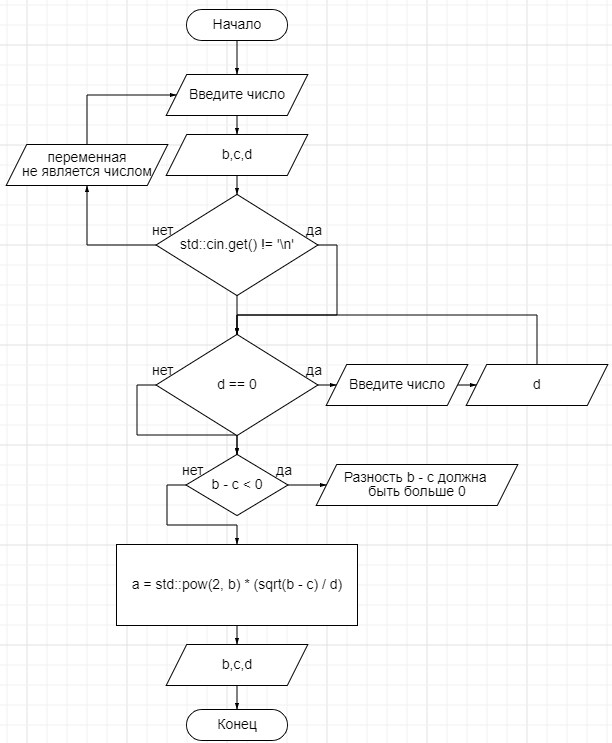 Начало
Введите число
b,c,d
переменная
не является числом
нет
да
std::cin.get() != '\n'
нет
да
d == 0
Введите число
d
нет
да
b - c < 0
Разность b - c должна
быть больше 0
a = std::pow(2, b) * (sqrt(b - c) / d)
b,c,d
Конец